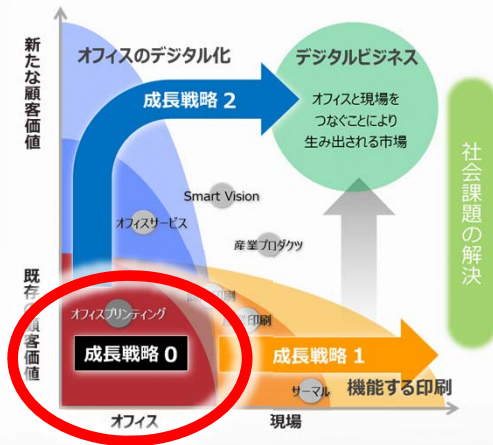 新たな顧客価値
既存の顧客価値
オフィスのデジタル化
デジタルビジネス
成長戦略 2
オフィスと現場を
つなぐことにより
生み出される市場
社会課題の解決
Smart Vision
オフィスサービス
産業プロダクツ
オフィスプリンティング
印刷
印刷
成長戦略 0
成長戦略 1
サーマル
機能する印刷
オフィス
現場